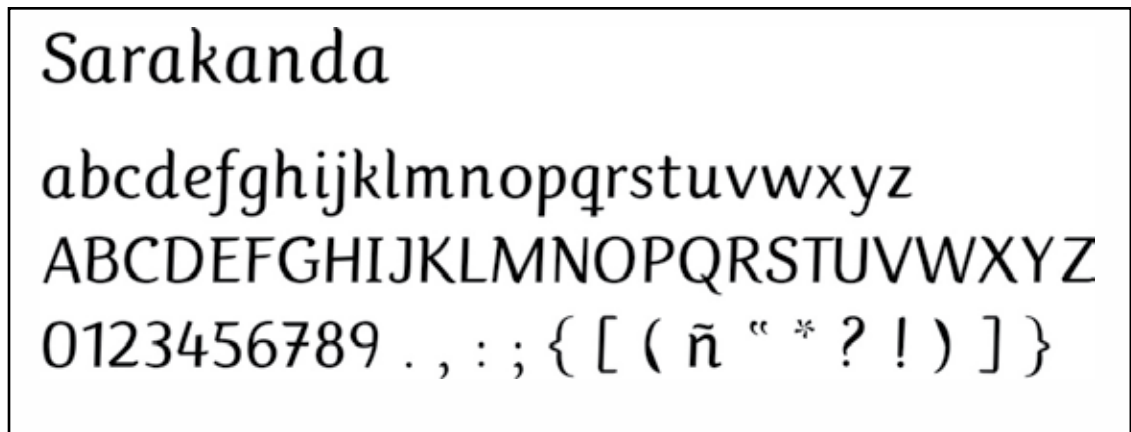 Sarakanda
abcdefghijklmnopqrstuvwxyz
ABCDEFGHIJKLMNOPQRSTUVWXYZ
0123456789 . , : ; { [ ( ñ “ * ? ! ) ] }